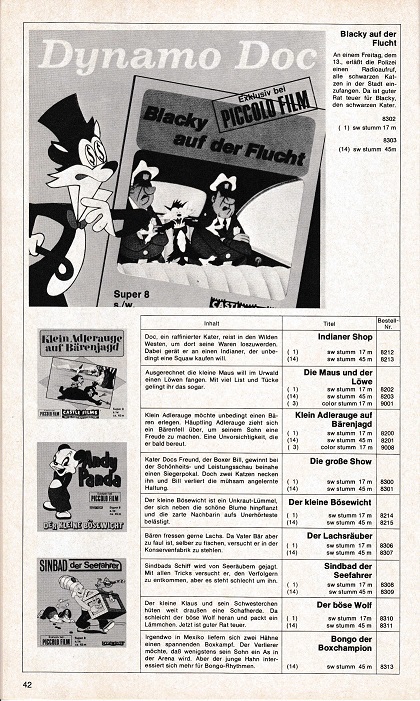 Dynamo Doc
Exklusiv bei
PICCOLO FILM
Blacky
auf der Flucht
Super 8
s./w.
CASTLE FILMS
Blacky auf der
Flucht
An einem Freitag, dem
13., erläßt die Polizei
einen Radioaufruf,
alle schwarzen Kat-
zen in der Stadt ein-
zufangen. Da ist guter
Rat teuer für Blacky,
den schwarzen Kater.
8302
( 1) sw stumm 17 m
8303
(14) sw stumm 45m
Klein Adlerauge
auf Bärenjagd
PICCOLO FILM
CASTLE FILMS
Super 8
Andy
Panda
PICCOLO FILM
DER KLEINE BÖSEWICHT
SINBAD der Seefahrer
PICCOLO FILM
Super 8
Inhalt Titel Bestell-
Nr.
Doc, ein raffinierter Kater, reist in den Wilden
Westen, um dort seine Waren loszuwerden.
Dabei gerät er an einen Indianer, der unbe-
dingt eine Squaw kaufen will.
Indianer Shop
( 1) sw stumm 17 m 8212
(14) sw stumm 45 m 8213
Ausgerechnet die kleine Maus will im Urwald
einen Löwen fangen. Mit viel List und Tücke
gelingt ihr das sogar.
Die Maus und der
Löwe
( 1) sw stumm 17 m 8202
(14) sw stumm 45 m 8203
( 3) color stumm 17 m 9001
Klein Adlerauge möchte unbedingt einen Bä-
ren erlegen. Häuptling Adlerauge zieht sich
ein Bärenfell über, um seinem Sohn eine
Freude zu machen. Eine Unvorsichtigkeit, die
er bald bereut.
Klein Adlerauge auf
Bärenjagd
( 1) sw stumm 17 m 8200
(14) sw stumm 45 m 8201
( 3) color stumm 17 m 9008
Kater Docs Freund, der Boxer Bill, gewinnt bei
der Schönheits- und Leistungsschau beinahe
einen Siegerpokal. Doch zwei Katzen necken
ihn und Bill verliert die mühsam angelernte
Haltung.
Die große Show
( 1) sw stumm 17 m 8300
(14) sw stumm 45 m 8301
Der kleine Bösewicht ist ein Unkraut-Lümmel,
der sich neben die schöne Blume hinpflanzt
und die zarte Nachbarin aufs Unerhörteste
belästigt.
Der kleine Bösewicht
( 1) sw stumm 17 m 8214
(14) sw stumm 45 m 8215
Bären fressen gerne Lachs. Da Vater Bär aber
zu faul ist, selber zu fischen, versucht er in der
Konservenfabrik zu stehlen.
Der Lachsräuber
( 1) sw stumm 17 m 8306
(14) sw stumm 45 m 8307
Sindbads Schiff wird von Seeräubern gejagt.
Mit allen Tricks versucht er, den Verfolgern
zu entkommen, aber es steht schlecht um ihn.
Sindbad der
Seefahrer
( 1) sw stumm 17 m 8308
(14) sw stumm 45 m 8309
Der kleine Klaus und sein Schwesterchen
hüten weit draußen eine Schafherde. Da
schleicht der böse Wolf heran und packt ein
Lämmchen. Jetzt ist guter Rat teuer.
Der böse Wolf
( 1) sw stumm 17m 8310
(14) sw stumm 45 m 8311
Irgendwo in Mexiko liefern sich zwei Hähne
einen spannenden Boxkampf. Der Verlierer
möchte, daß wenigstens sein Sohn ein As in
der Arena wird. Aber der junge Hahn inter-
essiert sich mehr für Bongo-Rhythmen.
Bongo der
Boxchampion
(14) sw stumm 45 m 8313
42